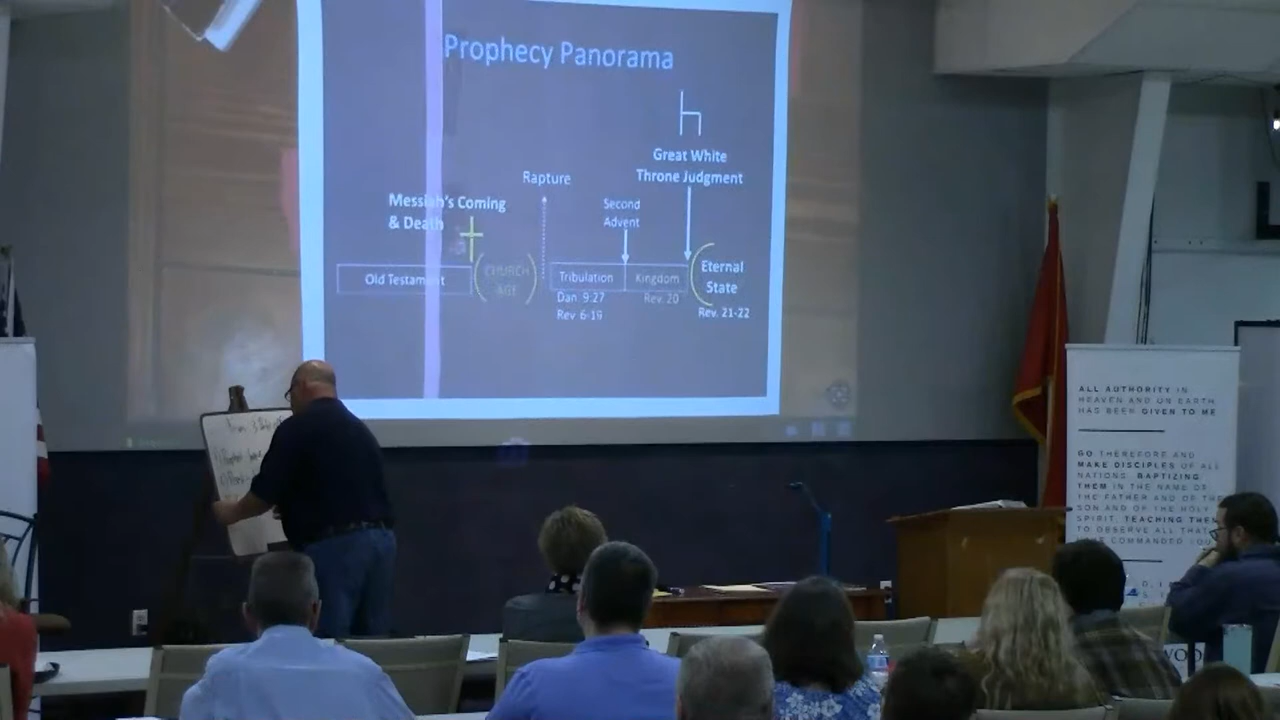 Prophecy Panorama
Great White
Throne Judgment
Rapture
Second
Advent
Messiah's Coming
& Death
Old Testament
CHURCH
AGE
Tribulation
Kingdom
Eternal
State
Dan 9:27
Rev 6-19
Rev. 20
Rev. 21-22
ALL AUTHORITY IN
HEAVEN AND ON EARTH
HAS BEEN GIVEN TO ME
GO THEREFORE AND
MAKE DISCIPLES OF ALL
NATIONS, BAPTIZING
THEM IN THE NAME OF
THE FATHER AND OF THE
SON AND OF THE HOLY
SPIRIT, TEACHING THEM
TO OBSERVE ALL THAT
COMMANDED YOU